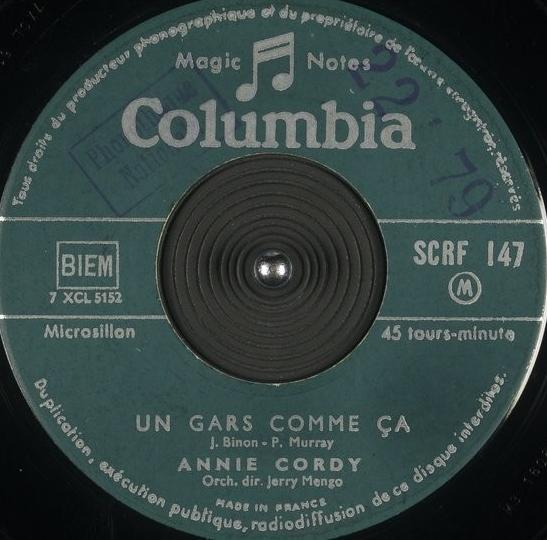 Tous droits du producteur phonographique et du propriétaire de l'œuvre enregistrée réservés
Magic Notes
Columbia
22.79
BIEM
7 XCL 5152
SCRF 147
M
Microsillon
45 tours-minute
UN GARS COMME ÇA
J. Binon - P. Murray
ANNIE CORDY
Orch. dir. Jerry Mengo
MADE IN FRANCE
Duplication, exécution publique, radiodiffusion de ce disque interdites.